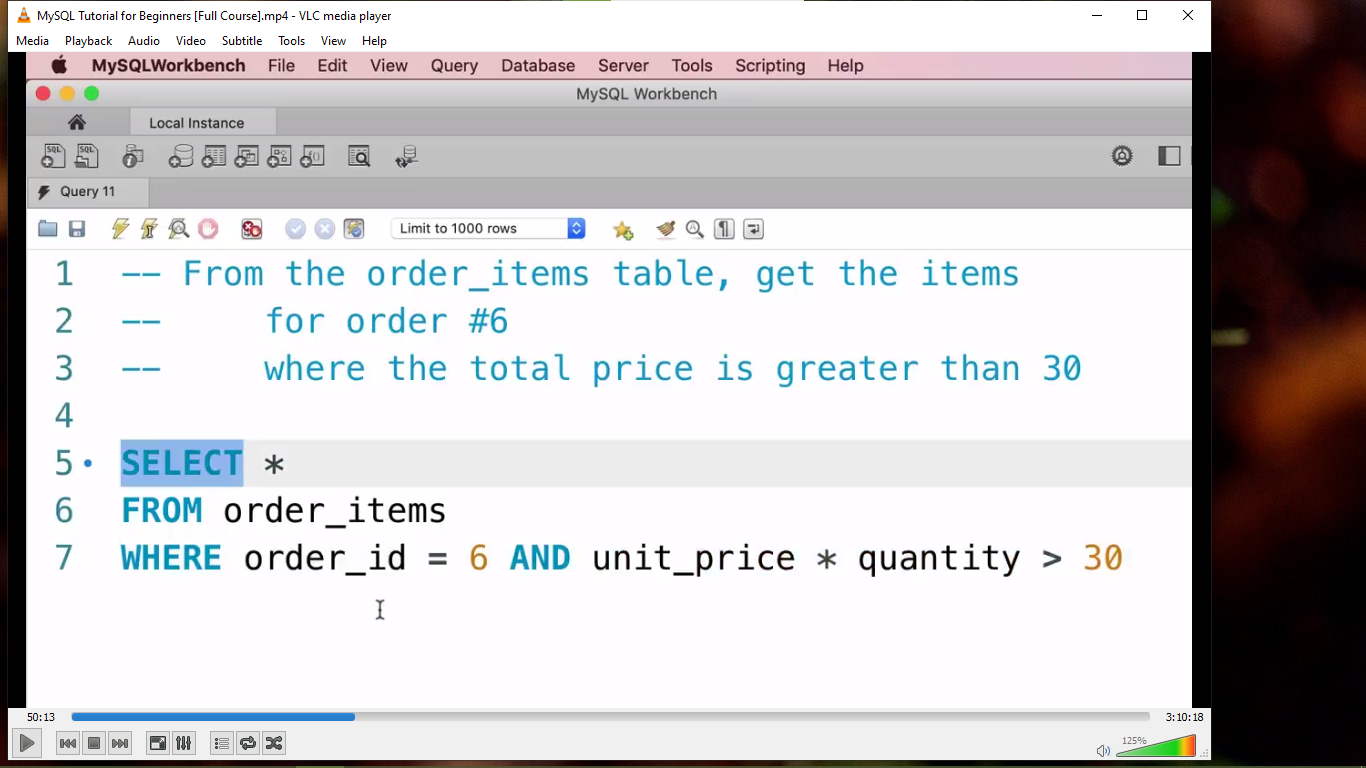 MySQL Tutorial for Beginners [Full Course].mp4 - VLC media player
Media Playback Audio Video Subtitle Tools View Help
MySQLWorkbench File Edit View Query Database Server Tools Scripting Help
MySQL Workbench
Local Instance
SQL SQL
Query 11
Limit to 1000 rows
1 -- From the order_items table, get the items
2 --     for order #6
3 --     where the total price is greater than 30
4
5 SELECT *
6 FROM order_items
7 WHERE order_id = 6 AND unit_price * quantity > 30
50:13 3:10:18
125%